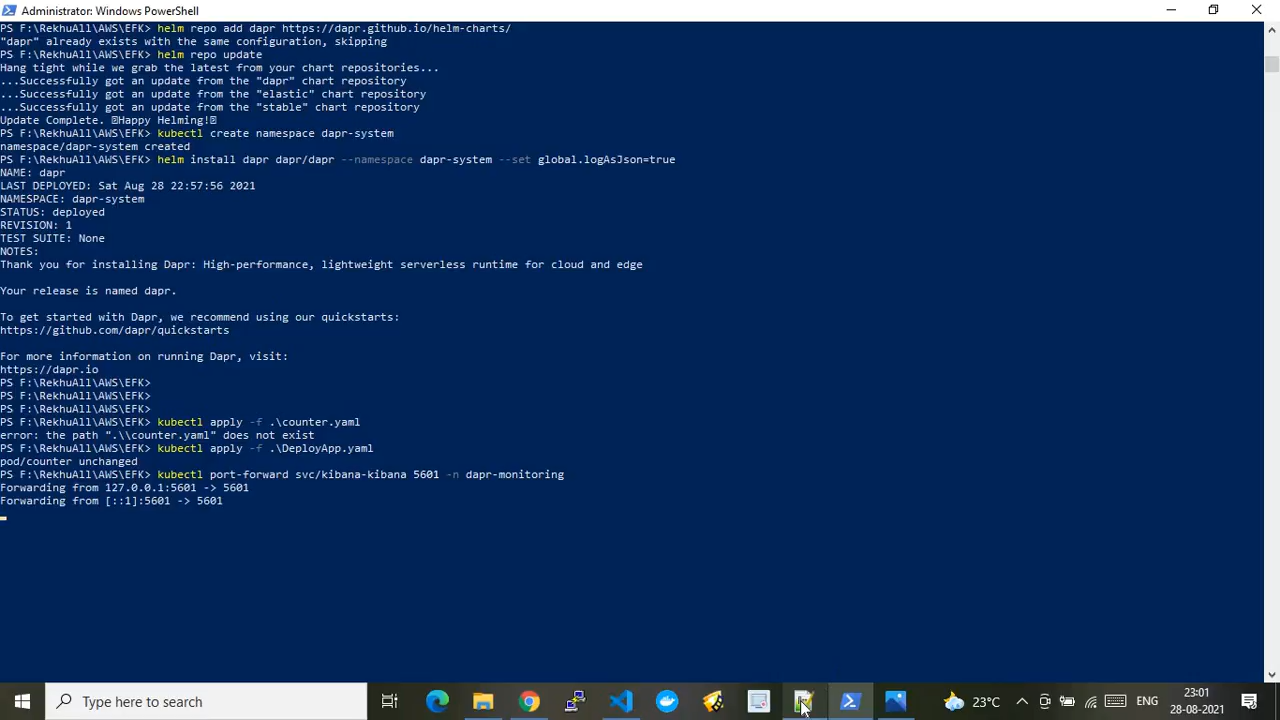 Administrator: Windows PowerShell
PS F:\RekhuAll\AWS\EFK> helm repo add dapr https://dapr.github.io/helm-charts/
"dapr" already exists with the same configuration, skipping
PS F:\RekhuAll\AWS\EFK> helm repo update
Hang tight while we grab the latest from your chart repositories...
...Successfully got an update from the "dapr" chart repository
...Successfully got an update from the "elastic" chart repository
...Successfully got an update from the "stable" chart repository
Update Complete. ⎈Happy Helming!⎈
PS F:\RekhuAll\AWS\EFK> kubectl create namespace dapr-system
namespace/dapr-system created
PS F:\RekhuAll\AWS\EFK> helm install dapr dapr/dapr --namespace dapr-system --set global.logAsJson=true
NAME: dapr
LAST DEPLOYED: Sat Aug 28 22:57:56 2021
NAMESPACE: dapr-system
STATUS: deployed
REVISION: 1
TEST SUITE: None
NOTES:
Thank you for installing Dapr: High-performance, lightweight serverless runtime for cloud and edge
Your release is named dapr.
To get started with Dapr, we recommend using our quickstarts:
https://github.com/dapr/quickstarts
For more information on running Dapr, visit:
https://dapr.io
PS F:\RekhuAll\AWS\EFK>
PS F:\RekhuAll\AWS\EFK>
PS F:\RekhuAll\AWS\EFK>
PS F:\RekhuAll\AWS\EFK> kubectl apply -f .\counter.yaml
error: the path ".\\counter.yaml" does not exist
PS F:\RekhuAll\AWS\EFK> kubectl apply -f .\DeployApp.yaml
pod/counter unchanged
PS F:\RekhuAll\AWS\EFK> kubectl port-forward svc/kibana-kibana 5601 -n dapr-monitoring
Forwarding from 127.0.0.1:5601 -> 5601
Forwarding from [::1]:5601 -> 5601
Type here to search
23°C
ENG
23:01
28-08-2021